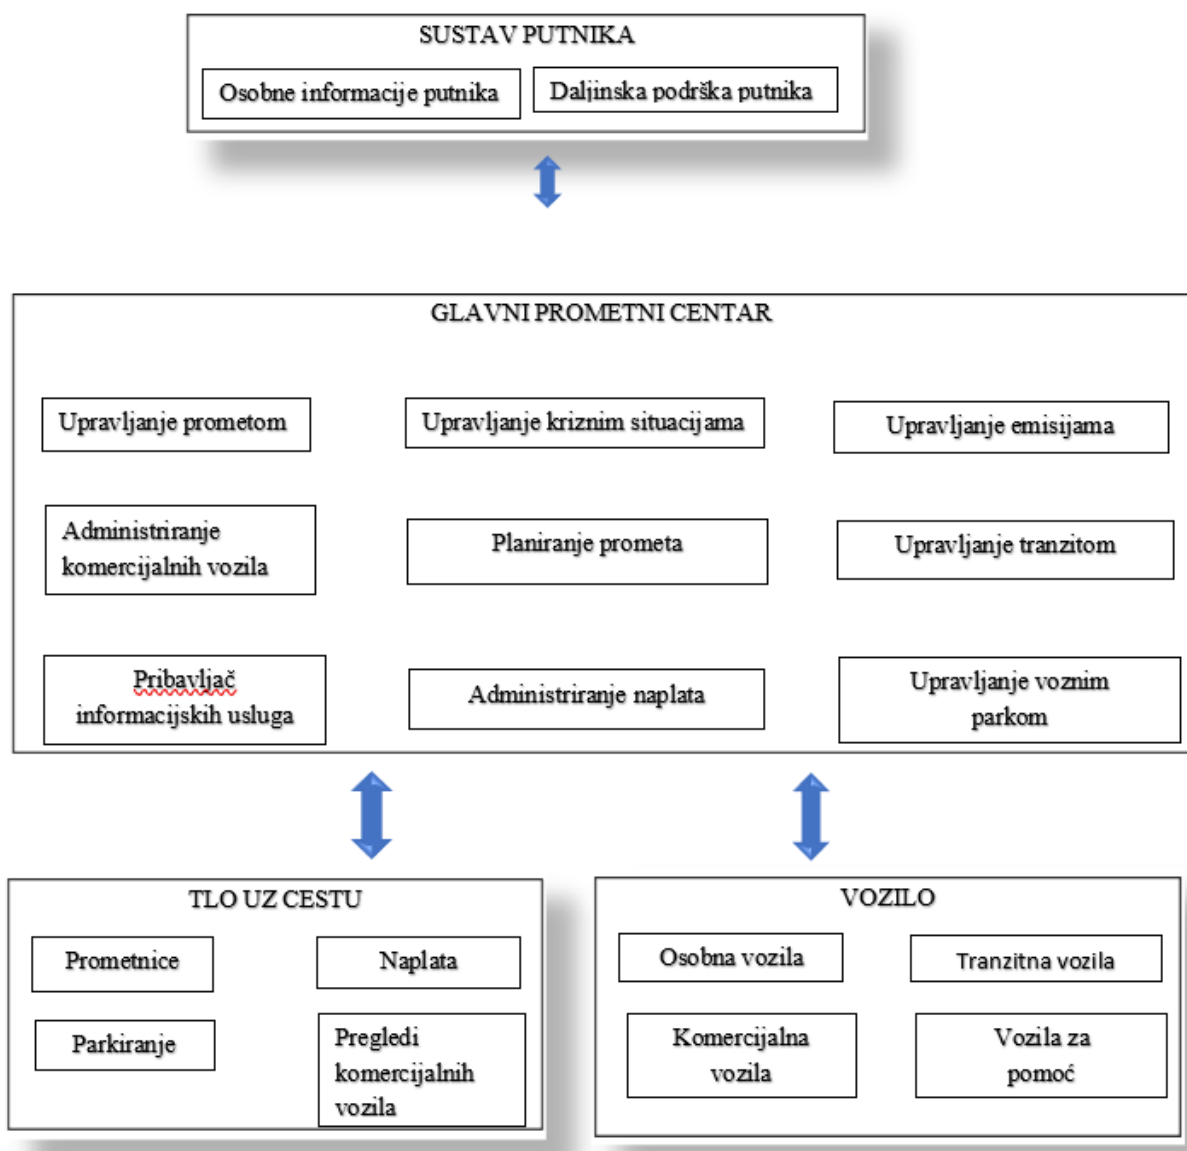 SUSTAV PUTNIKA
Osobne informacije putnika
Daljinska podrška putnika
GLAVNI PROMETNI CENTAR
Upravljanje prometom
Upravljanje kriznim situacijama
Upravljanje emisijama
Administriranje
komercijalnih vozila
Planiranje prometa
Upravljanje tranzitom
Pribavljač
informacijskih usluga
Administriranje naplata
Upravljanje voznim
parkom
TLO UZ CESTU
Prometnice
Naplata
Parkiranje
Pregledi
komercijalnih
vozila
VOZILO
Osobna vozila
Tranzitna vozila
Komercijalna
vozila
Vozila za
pomoć